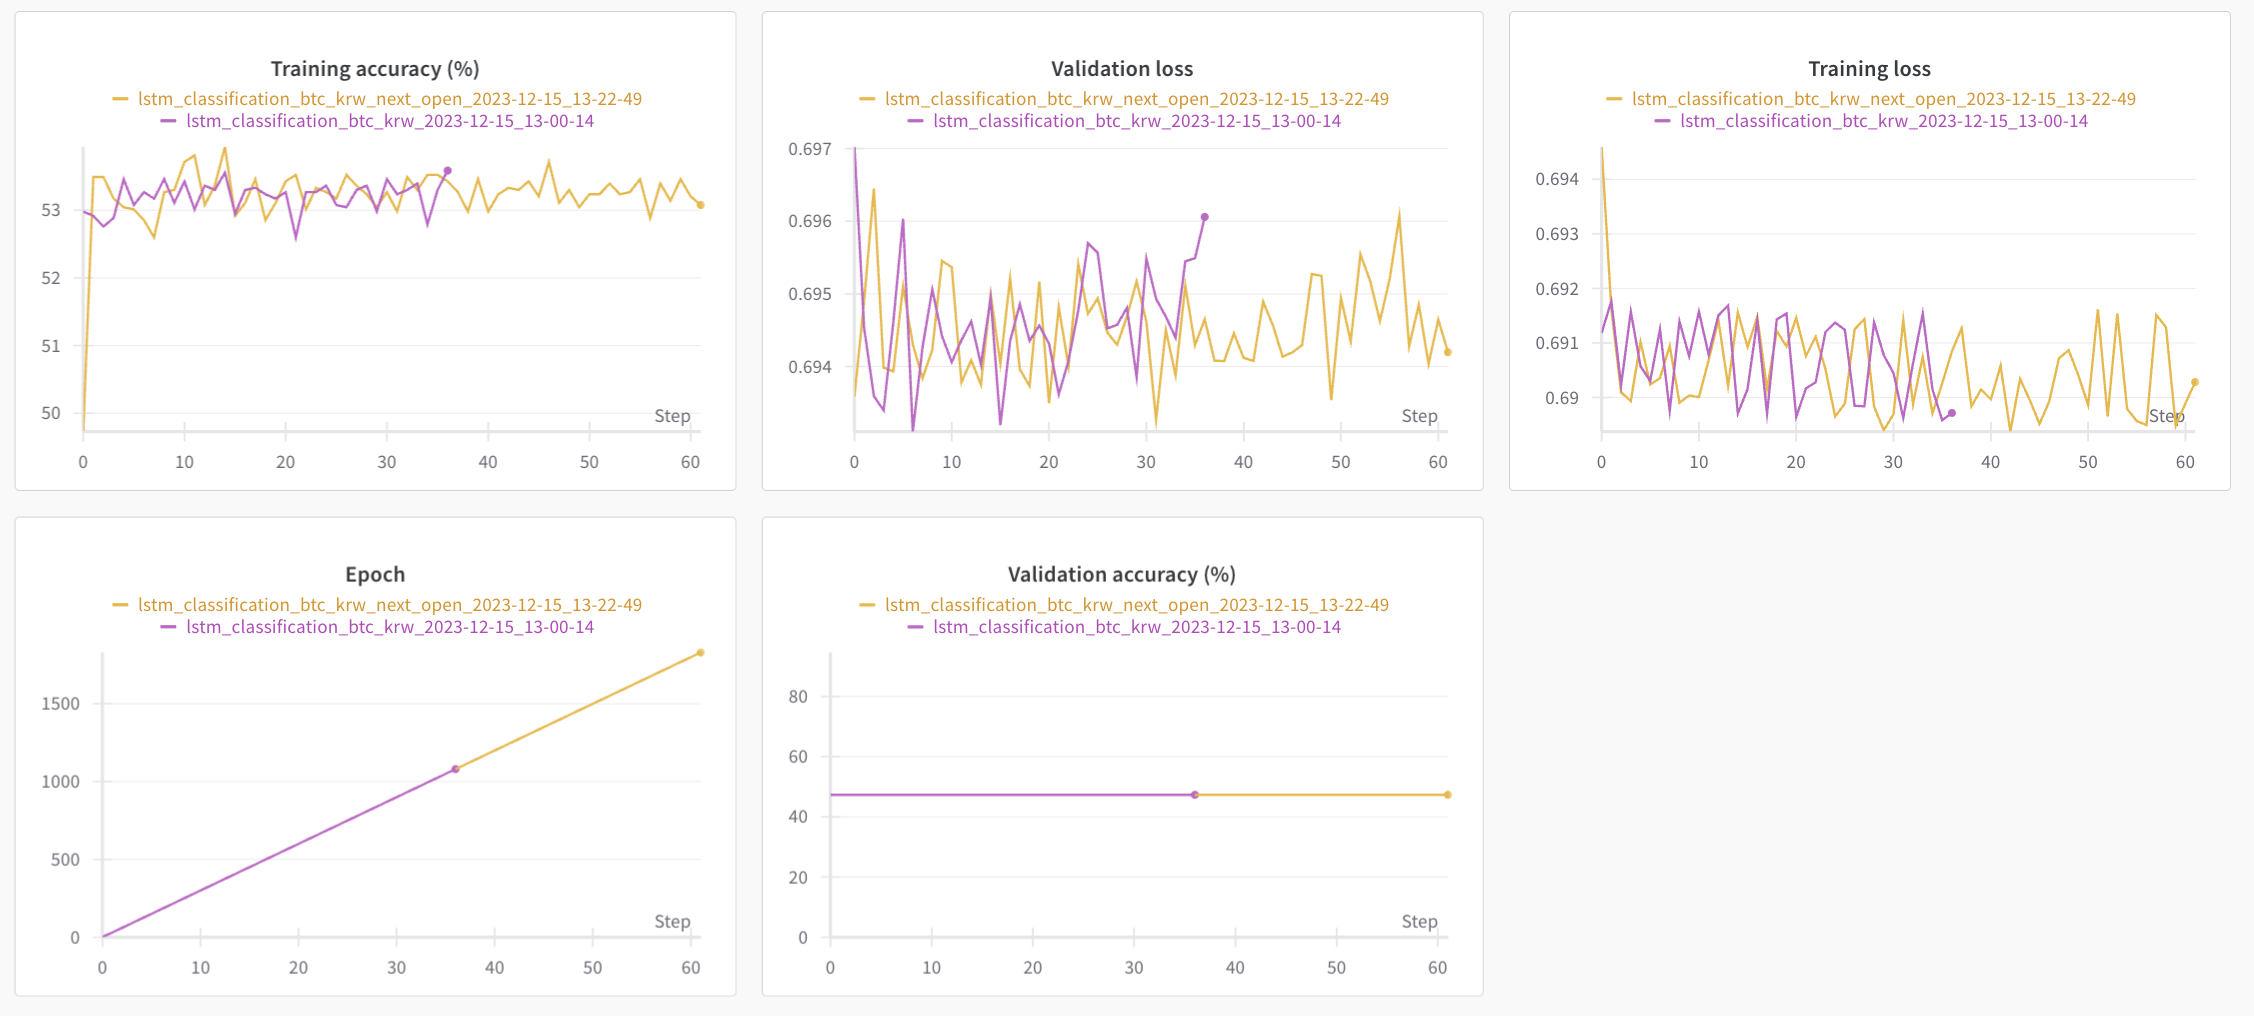 Training accuracy (%)
lstm_classification_btc_krw_next_open_2023-12-15_13-22-49
lstm_classification_btc_krw_2023-12-15_13-00-14
53
52
51
50
Step
0 10 20 30 40 50 60
Validation loss
lstm_classification_btc_krw_next_open_2023-12-15_13-22-49
lstm_classification_btc_krw_2023-12-15_13-00-14
0.697
0.696
0.695
0.694
Step
0 10 20 30 40 50 60
Training loss
lstm_classification_btc_krw_next_open_2023-12-15_13-22-49
lstm_classification_btc_krw_2023-12-15_13-00-14
0.694
0.693
0.692
0.691
0.69
Step
0 10 20 30 40 50 60
Epoch
lstm_classification_btc_krw_next_open_2023-12-15_13-22-49
lstm_classification_btc_krw_2023-12-15_13-00-14
1500
1000
500
0
Step
0 10 20 30 40 50 60
Validation accuracy (%)
lstm_classification_btc_krw_next_open_2023-12-15_13-22-49
lstm_classification_btc_krw_2023-12-15_13-00-14
80
60
40
20
0
Step
0 10 20 30 40 50 60